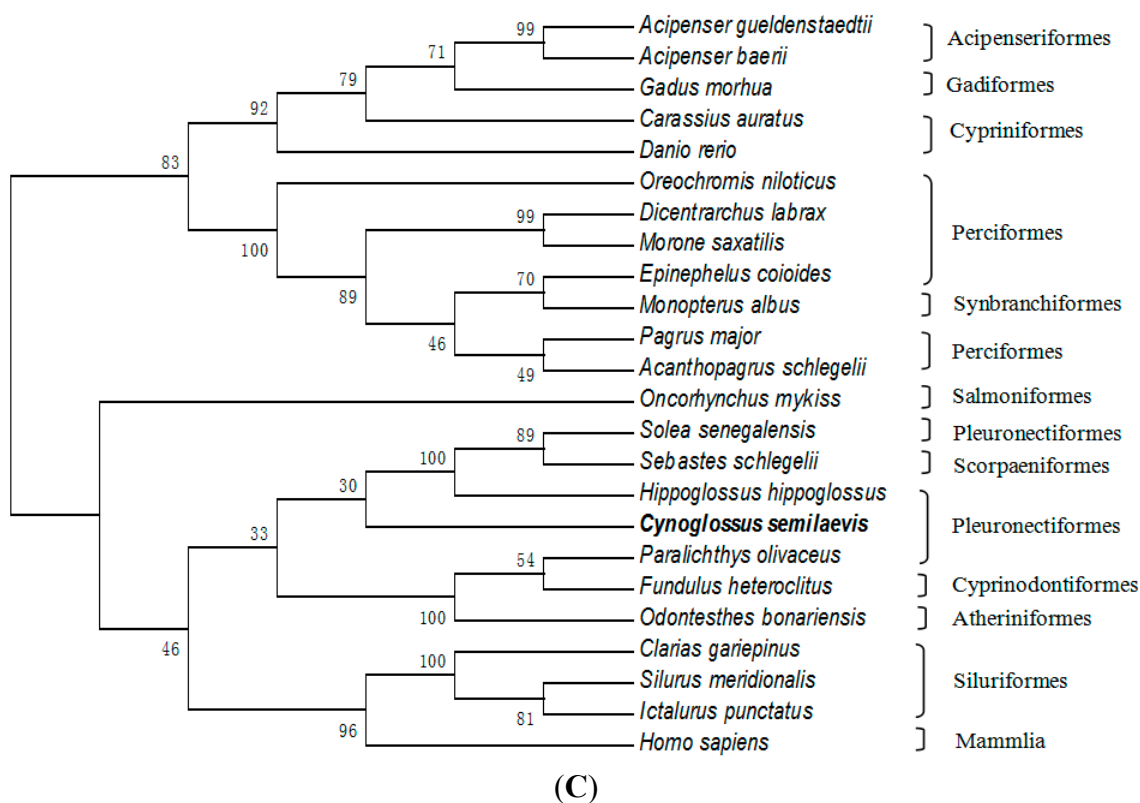 99 Acipenser gueldenstaedtii Acipenseriformes
71 Acipenser baerii
79 Gadus morhua Gadiformes
92 Carassius auratus Cypriniformes
83 Danio rerio
Oreochromis niloticus
99 Dicentrarchus labrax Perciformes
100 Morone saxatilis
89 70 Epinephelus coioides
Monopterus albus Synbranchiformes
46 Pagrus major Perciformes
49 Acanthopagrus schlegelii
Oncorhynchus mykiss Salmoniformes
89 Solea senegalensis Pleuronectiformes
100 Sebastes schlegelii Scorpaeniformes
30 Hippoglossus hippoglossus
33 Cynoglossus semilaevis Pleuronectiformes
54 Paralichthys olivaceus
Fundulus heteroclitus Cyprinodontiformes
100 Odontesthes bonariensis Atheriniformes
46 100 Clarias gariepinus
Silurus meridionalis Siluriformes
81 Ictalurus punctatus
96 Homo sapiens Mammlia
(C)